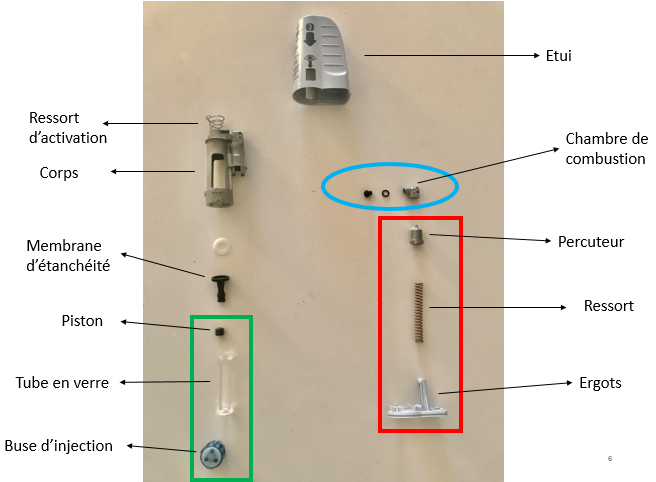 Etui
Ressort
d'activation
Corps
Chambre de
combustion
Membrane
d'étanchéité
Percuteur
Piston
Ressort
Tube en verre
Ergots
Buse d'injection
6